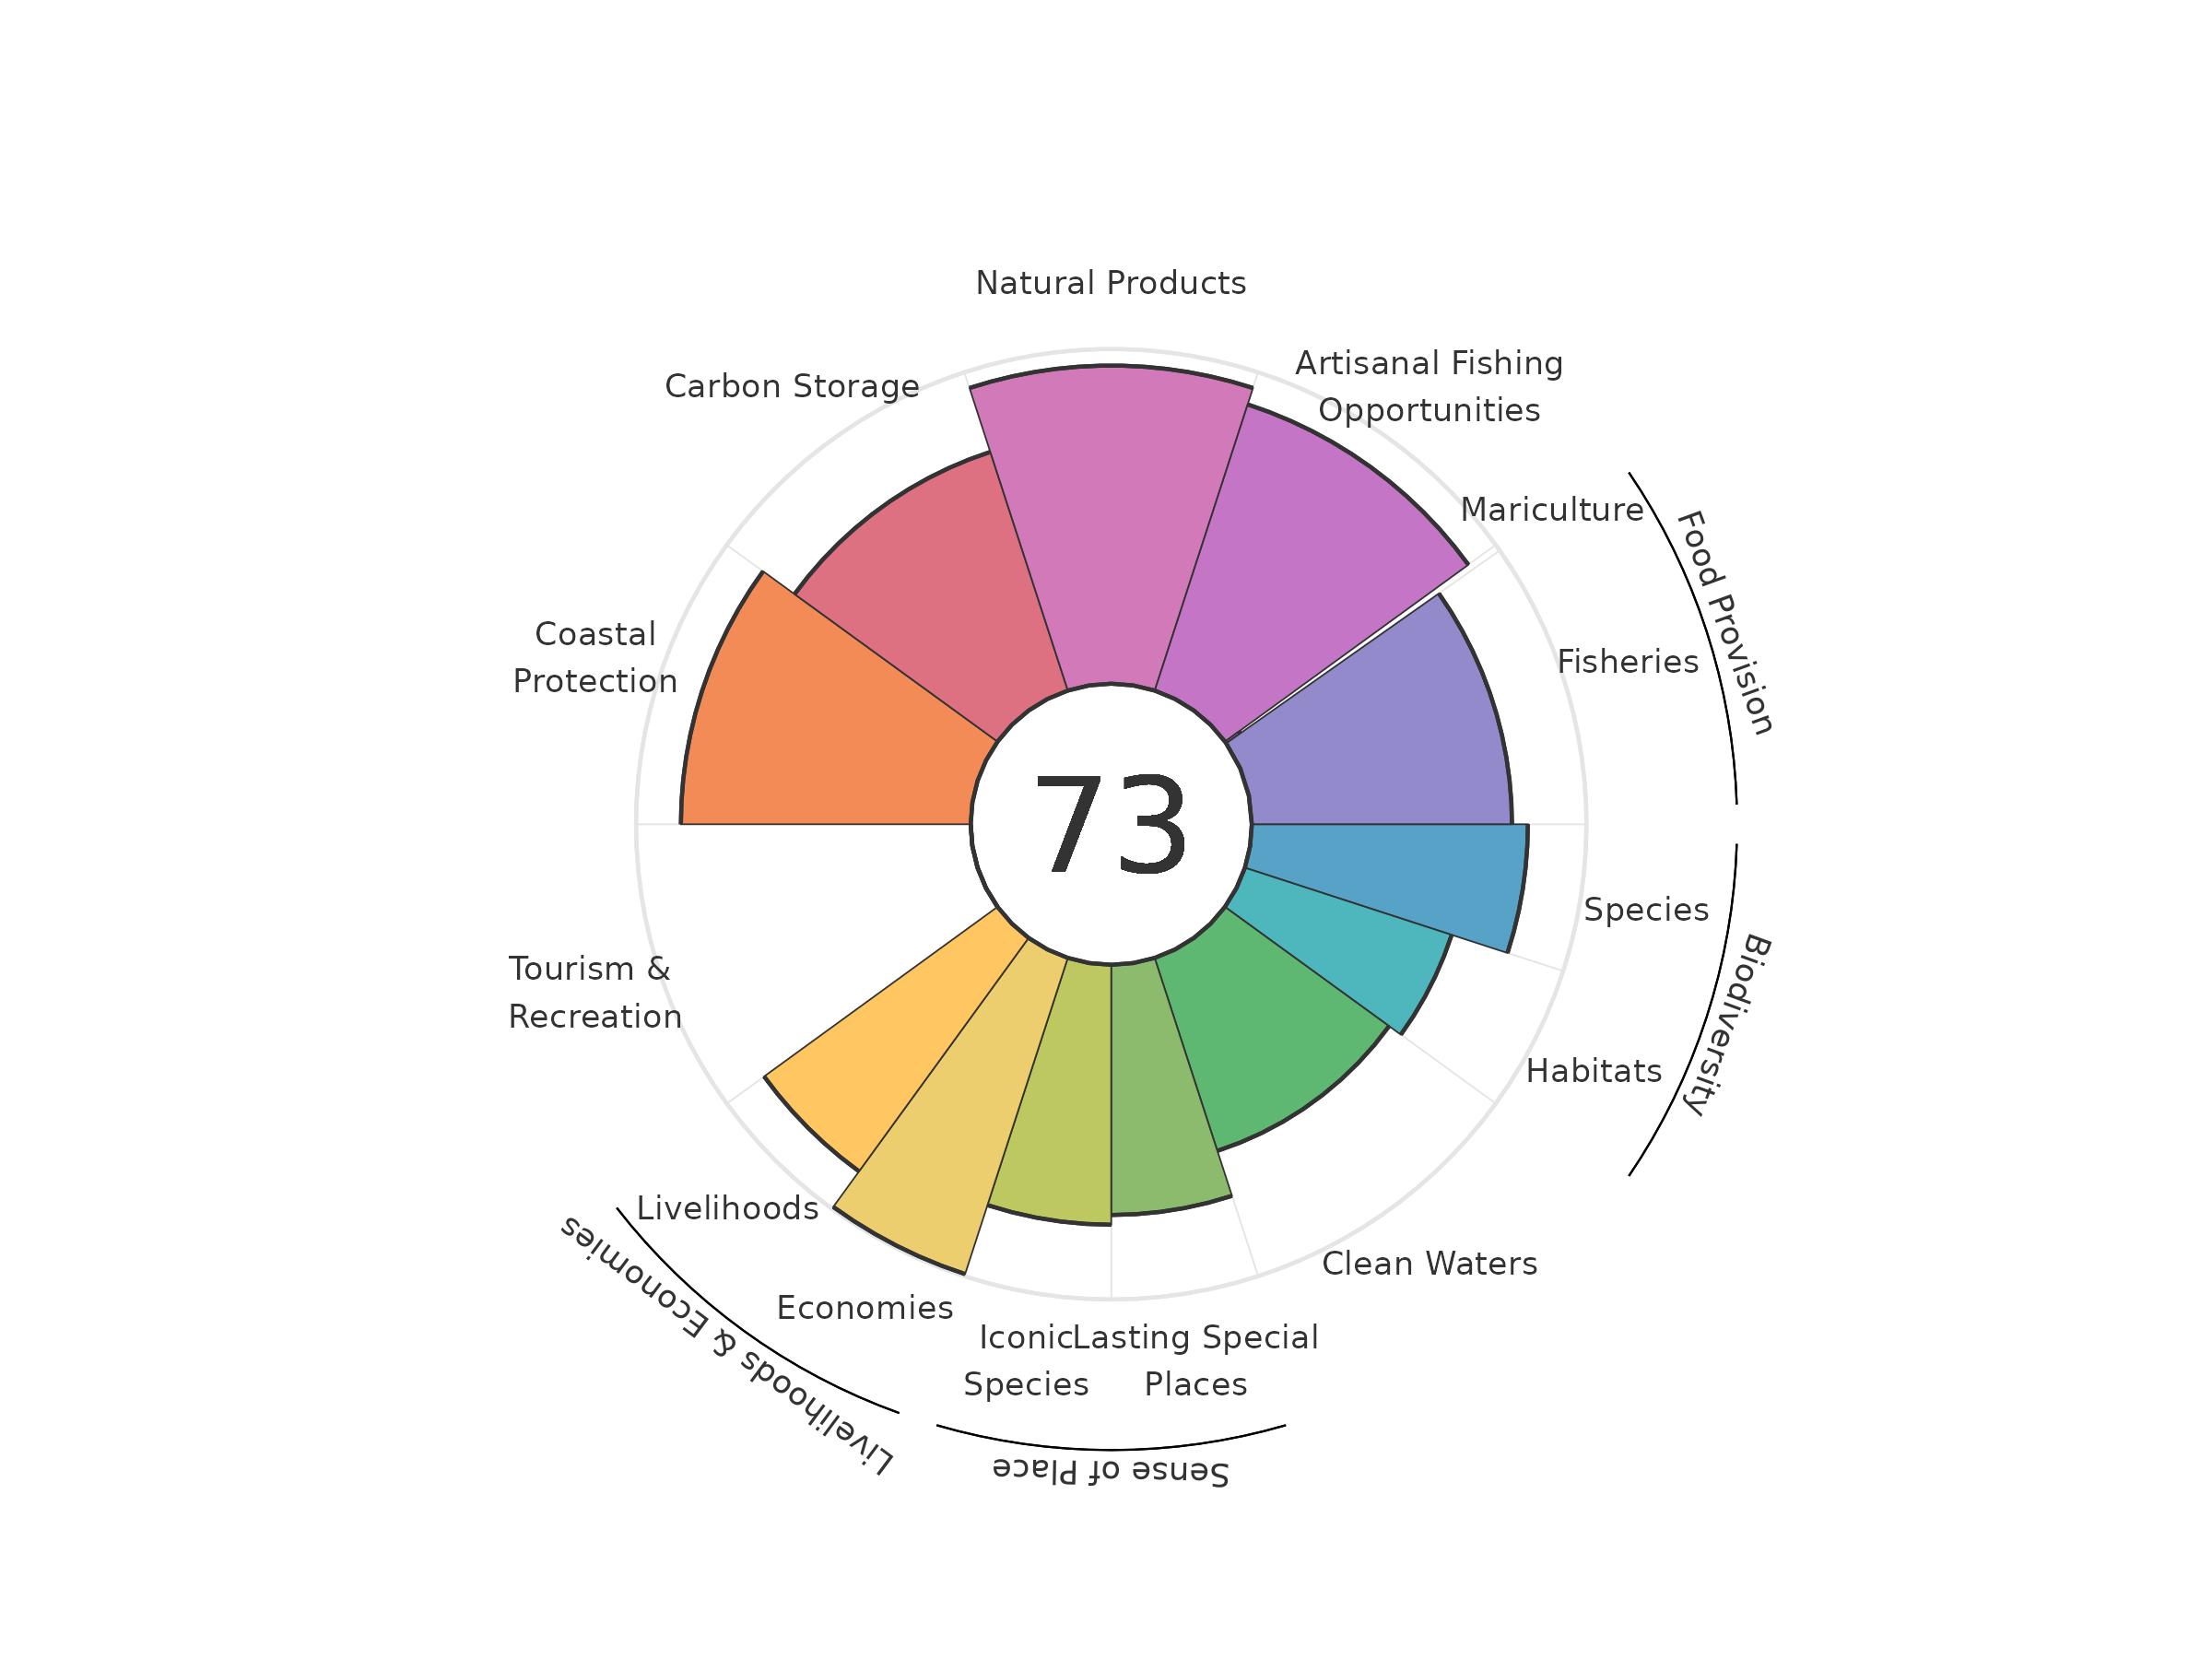 Natural Products
Artisanal Fishing
Opportunities
Carbon Storage
Mariculture
Food Provision
Coastal
Protection
Fisheries
73
Species
Biodiversity
Tourism &
Recreation
Habitats
Livelihoods
Clean Waters
Economies
Livelihoods & Economies
Iconic
Species
Lasting Special
Places
Sense of Place